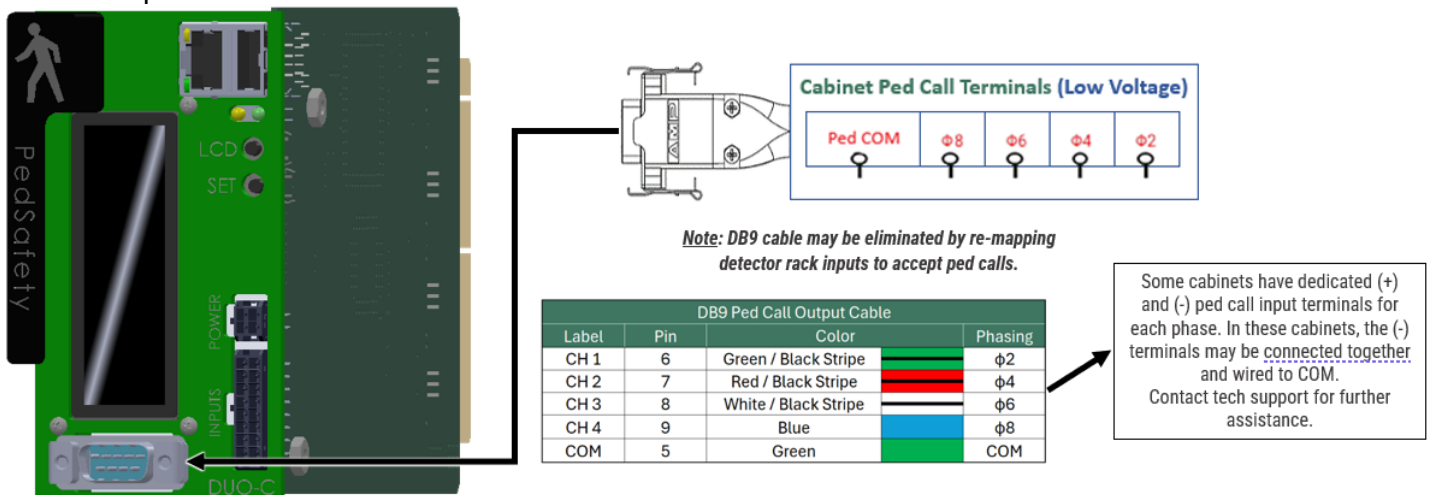 PedSafety
LCD
SET
POWER
INPUTS
DUO-C
AMP
Cabinet Ped Call Terminals (Low Voltage)
Ped COM Φ8 Φ6 Φ4 Φ2
Note: DB9 cable may be eliminated by re-mapping
detector rack inputs to accept ped calls.
DB9 Ped Call Output Cable
Label Pin Color Phasing
CH 1 6 Green / Black Stripe ф2
CH 2 7 Red / Black Stripe ф4
CH 3 8 White / Black Stripe ф6
CH 4 9 Blue ф8
COM 5 Green COM
Some cabinets have dedicated (+)
and (-) ped call input terminals for
each phase. In these cabinets, the (-)
terminals may be connected together
and wired to COM.
Contact tech support for further
assistance.